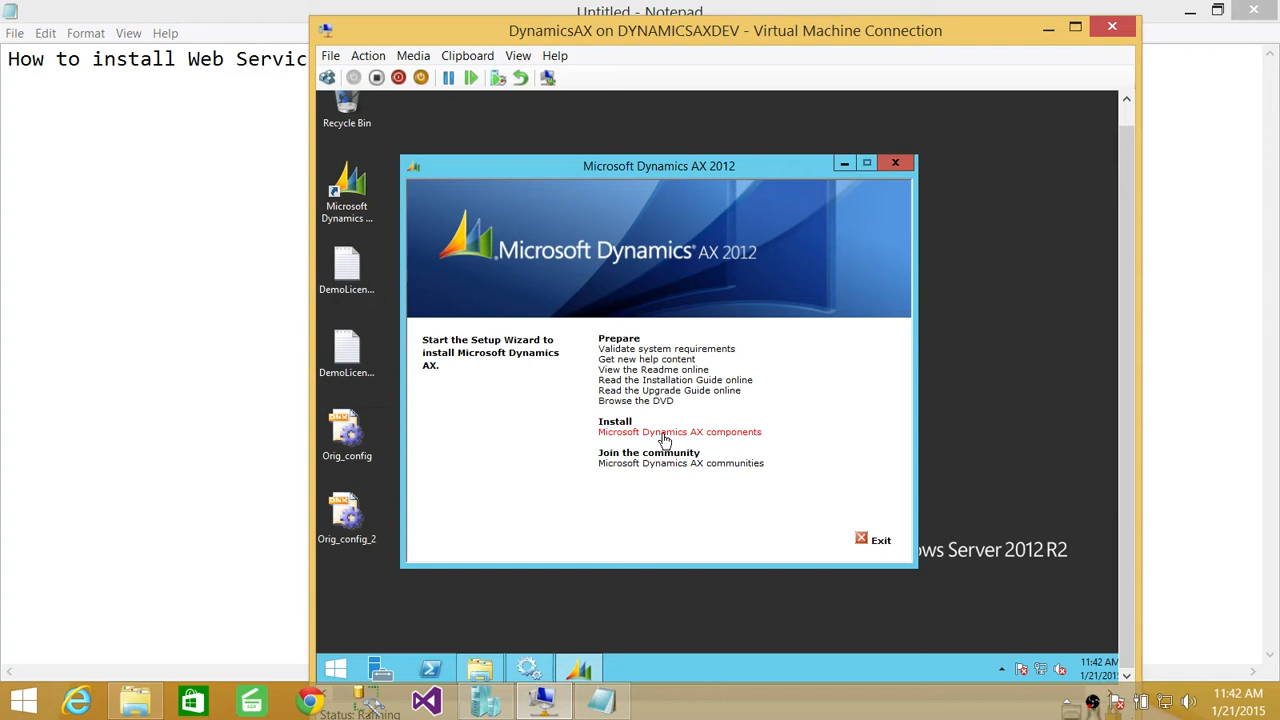 Untitled - Notepad
File Edit Format View Help
How to install Web Servic
DynamicsAX on DYNAMICSAXDEV - Virtual Machine Connection
File Action Media Clipboard View Help
Recycle Bin
Microsoft
Dynamics ...
DemoLicen...
DemoLicen...
Orig_config
Orig_config_2
Microsoft Dynamics AX 2012
Microsoft Dynamics® AX 2012
Start the Setup Wizard to
install Microsoft Dynamics
AX.
Prepare
Validate system requirements
Get new help content
View the Readme online
Read the Installation Guide online
Read the Upgrade Guide online
Browse the DVD
Install
Microsoft Dynamics AX components
Join the community
Microsoft Dynamics AX communities
Exit
ows Server 2012 R2
11:42 AM
1/21/201
Status: Running
11:42 AM
1/21/2015